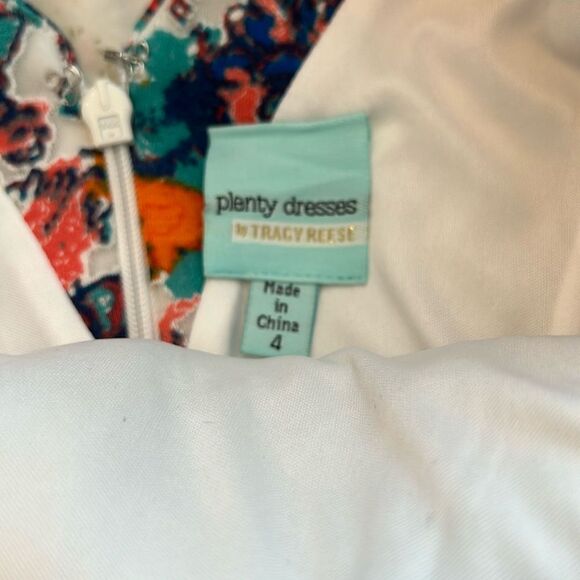 plenty dresses
by TRACY REESE
Made
in
China
4